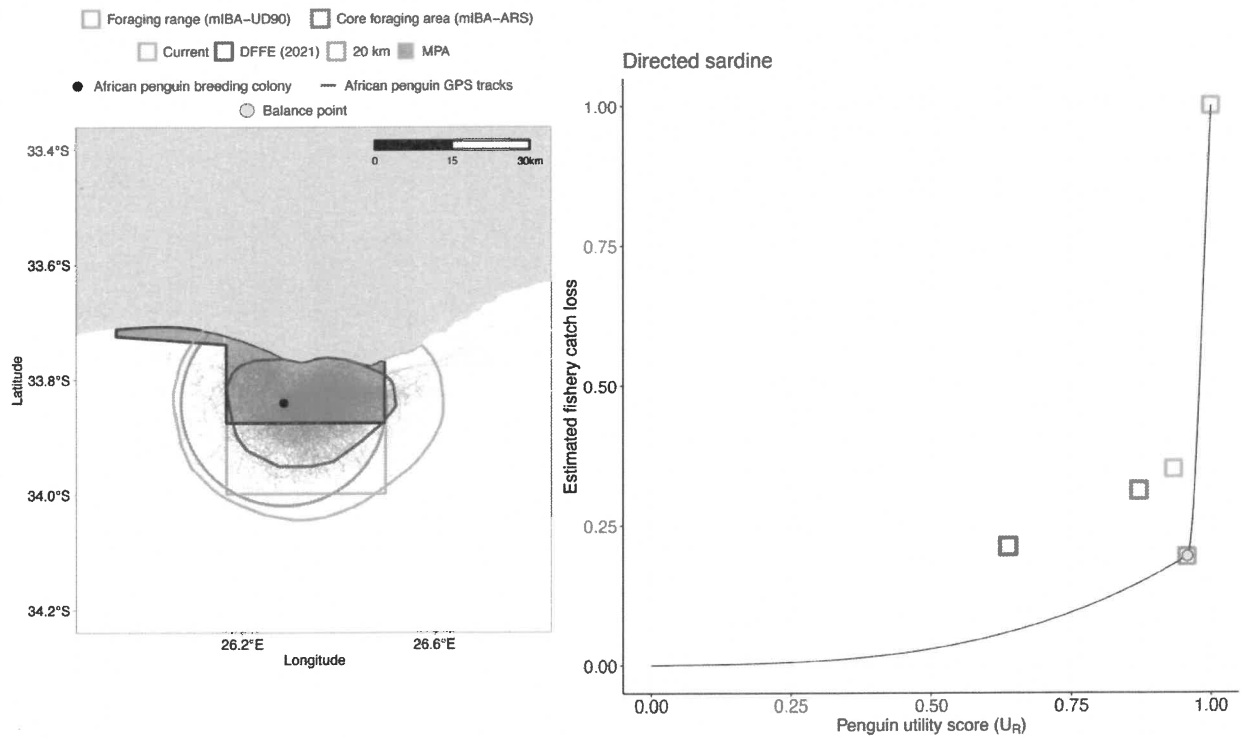 Foraging range (mIBA−UD90) Core foraging area (mIBA−ARS)
Current DFFE (2021) 20 km MPA
African penguin breeding colony African penguin GPS tracks
Balance point
0 15 30km
33.4°S
33.6°S
33.8°S
34.0°S
34.2°S
Latitude
26.2°E 26.6°E
Longitude
Directed sardine
1.00
0.75
0.50
0.25
0.00
Estimated fishery catch loss
0.00 0.25 0.50 0.75 1.00
Penguin utility score (UR)